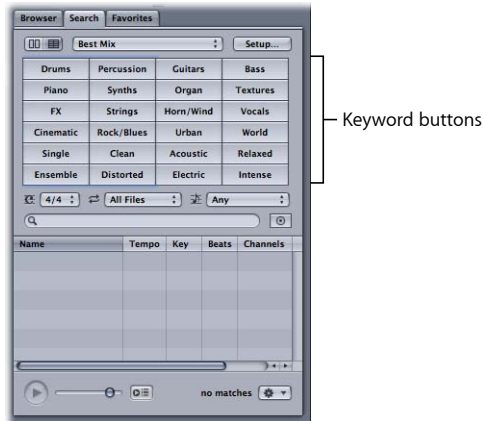 Browser Search Favorites
Best Mix Setup...
Drums Percussion Guitars Bass
Piano Synths Organ Textures
FX Strings Horn/Wind Vocals
Cinematic Rock/Blues Urban World
Single Clean Acoustic Relaxed
Ensemble Distorted Electric Intense
Keyword buttons
4/4 All Files Any
Name Tempo Key Beats Channels
no matches